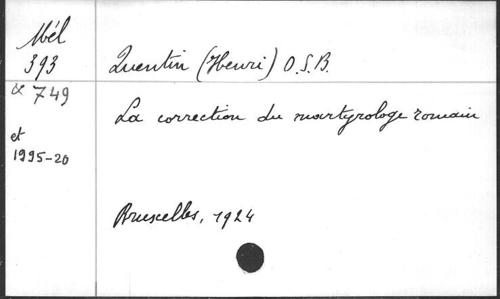 Mél
393
& 749
et
1995-20
Quentin (Henri) O.S.B.
La correction du martyrologe romain
Bruxelles, 1924